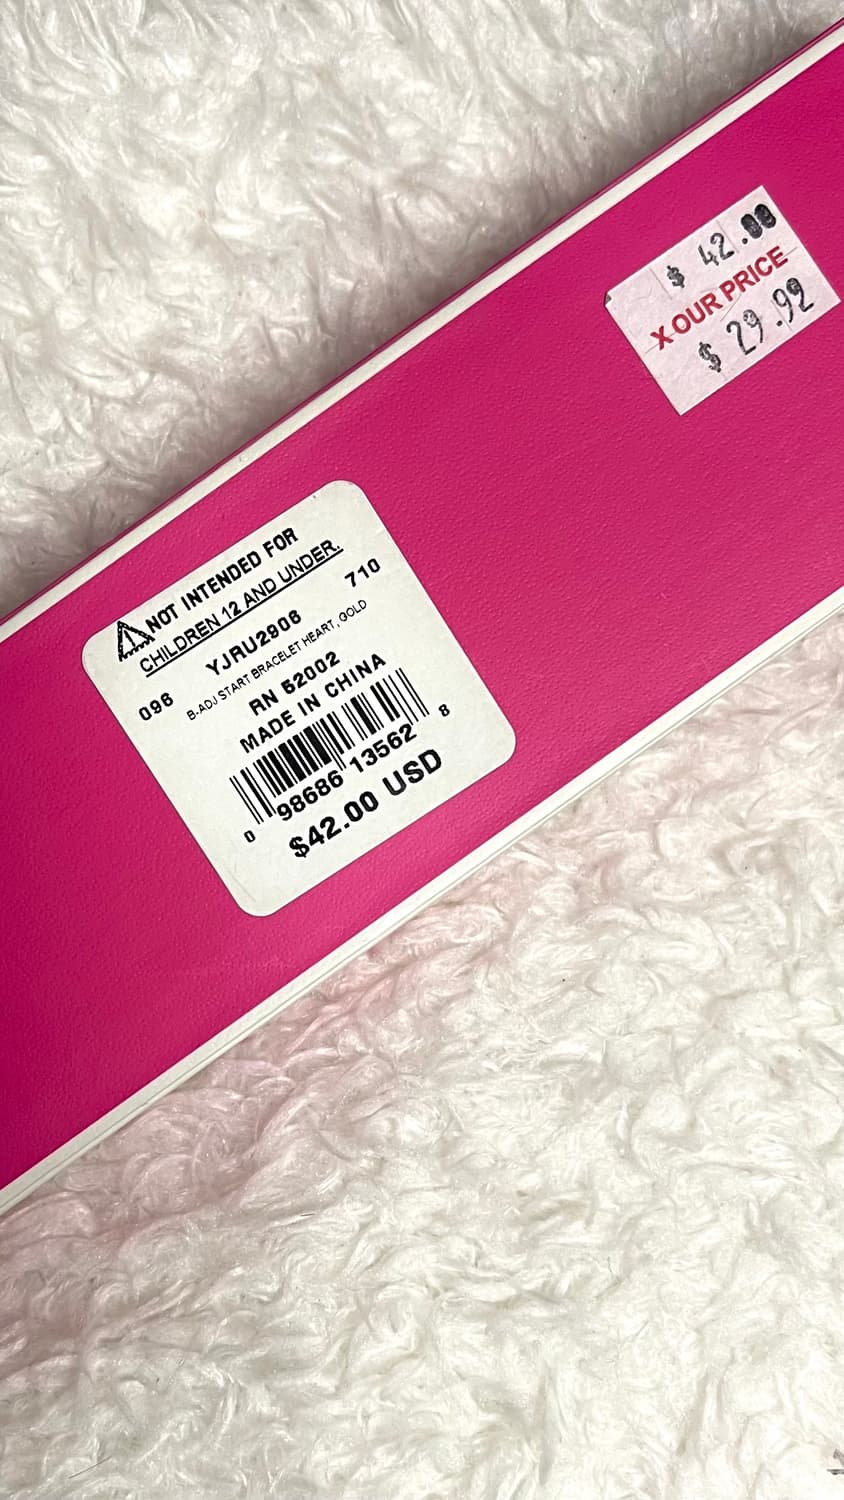 $ 42.00
X OUR PRICE
$ 29.92
NOT INTENDED FOR
CHILDREN 12 AND UNDER.
YJRU2906 710
096 B-ADJ START BRACELET HEART, GOLD
RN 52002
MADE IN CHINA
0 98686 13562 8
$42.00 USD